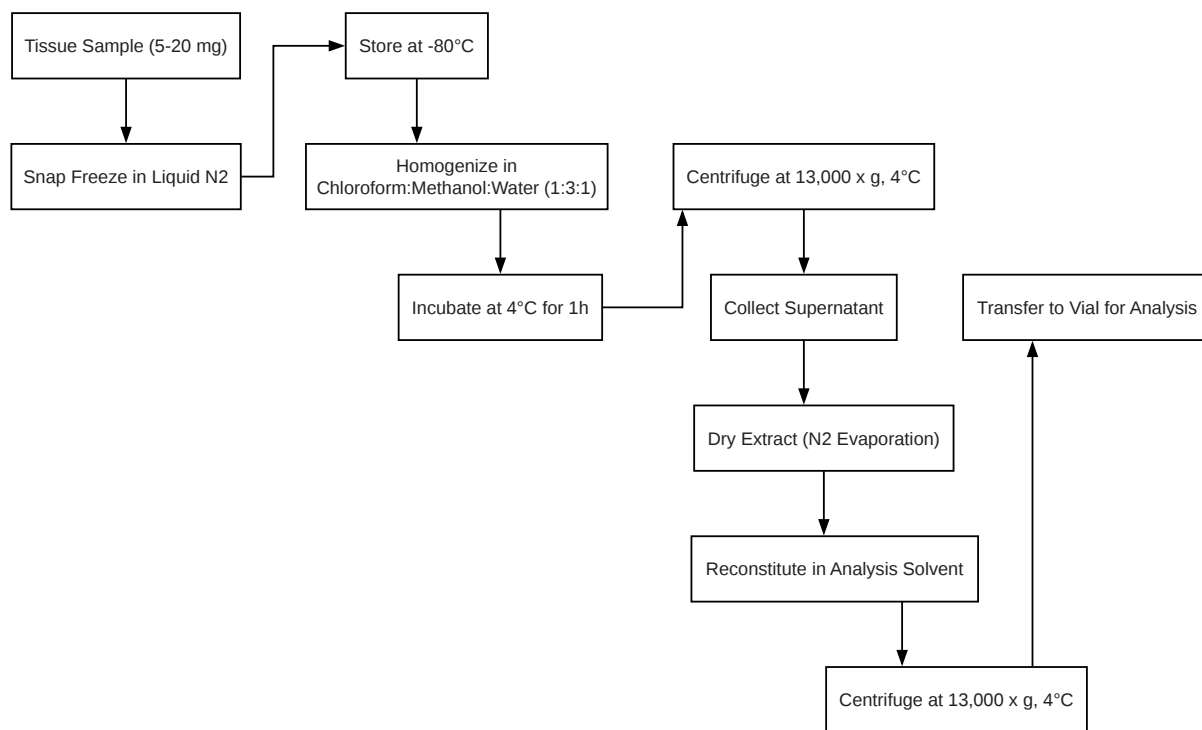 Tissue Sample (5-20 mg)
Snap Freeze in Liquid N2
Store at -80°C
Homogenize in
Chloroform:Methanol:Water (1:3:1)
Incubate at 4°C for 1h
Centrifuge at 13,000 x g, 4°C
Collect Supernatant
Dry Extract (N2 Evaporation)
Reconstitute in Analysis Solvent
Centrifuge at 13,000 x g, 4°C
Transfer to Vial for Analysis